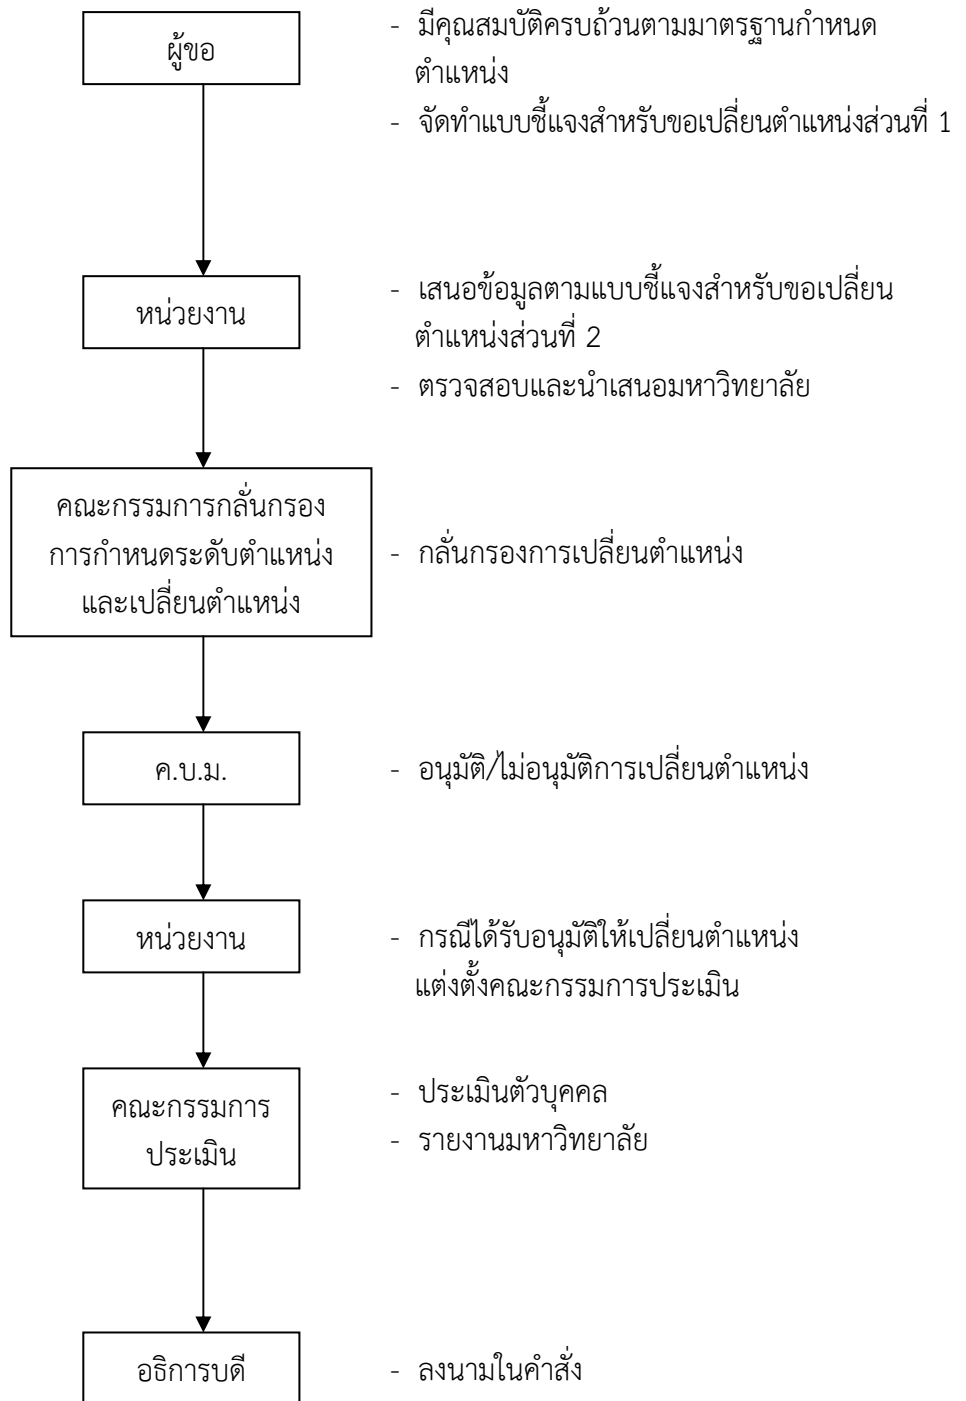 ผู้ขอ
- มีคุณสมบัติครบถ้วนตามมาตรฐานกำหนด
ตำแหน่ง
- จัดทำแบบชี้แจงสำหรับขอเปลี่ยนตำแหน่งส่วนที่ 1
หน่วยงาน
- เสนอข้อมูลตามแบบชี้แจงสำหรับขอเปลี่ยน
ตำแหน่งส่วนที่ 2
- ตรวจสอบและนำเสนอมหาวิทยาลัย
คณะกรรมการกลั่นกรอง
การกำหนดระดับตำแหน่ง
และเปลี่ยนตำแหน่ง
- กลั่นกรองการเปลี่ยนตำแหน่ง
ค.บ.ม.
- อนุมัติ/ไม่อนุมัติการเปลี่ยนตำแหน่ง
หน่วยงาน
- กรณีได้รับอนุมัติให้เปลี่ยนตำแหน่ง
แต่งตั้งคณะกรรมการประเมิน
คณะกรรมการ
ประเมิน
- ประเมินตัวบุคคล
- รายงานมหาวิทยาลัย
อธิการบดี
- ลงนามในคำสั่ง